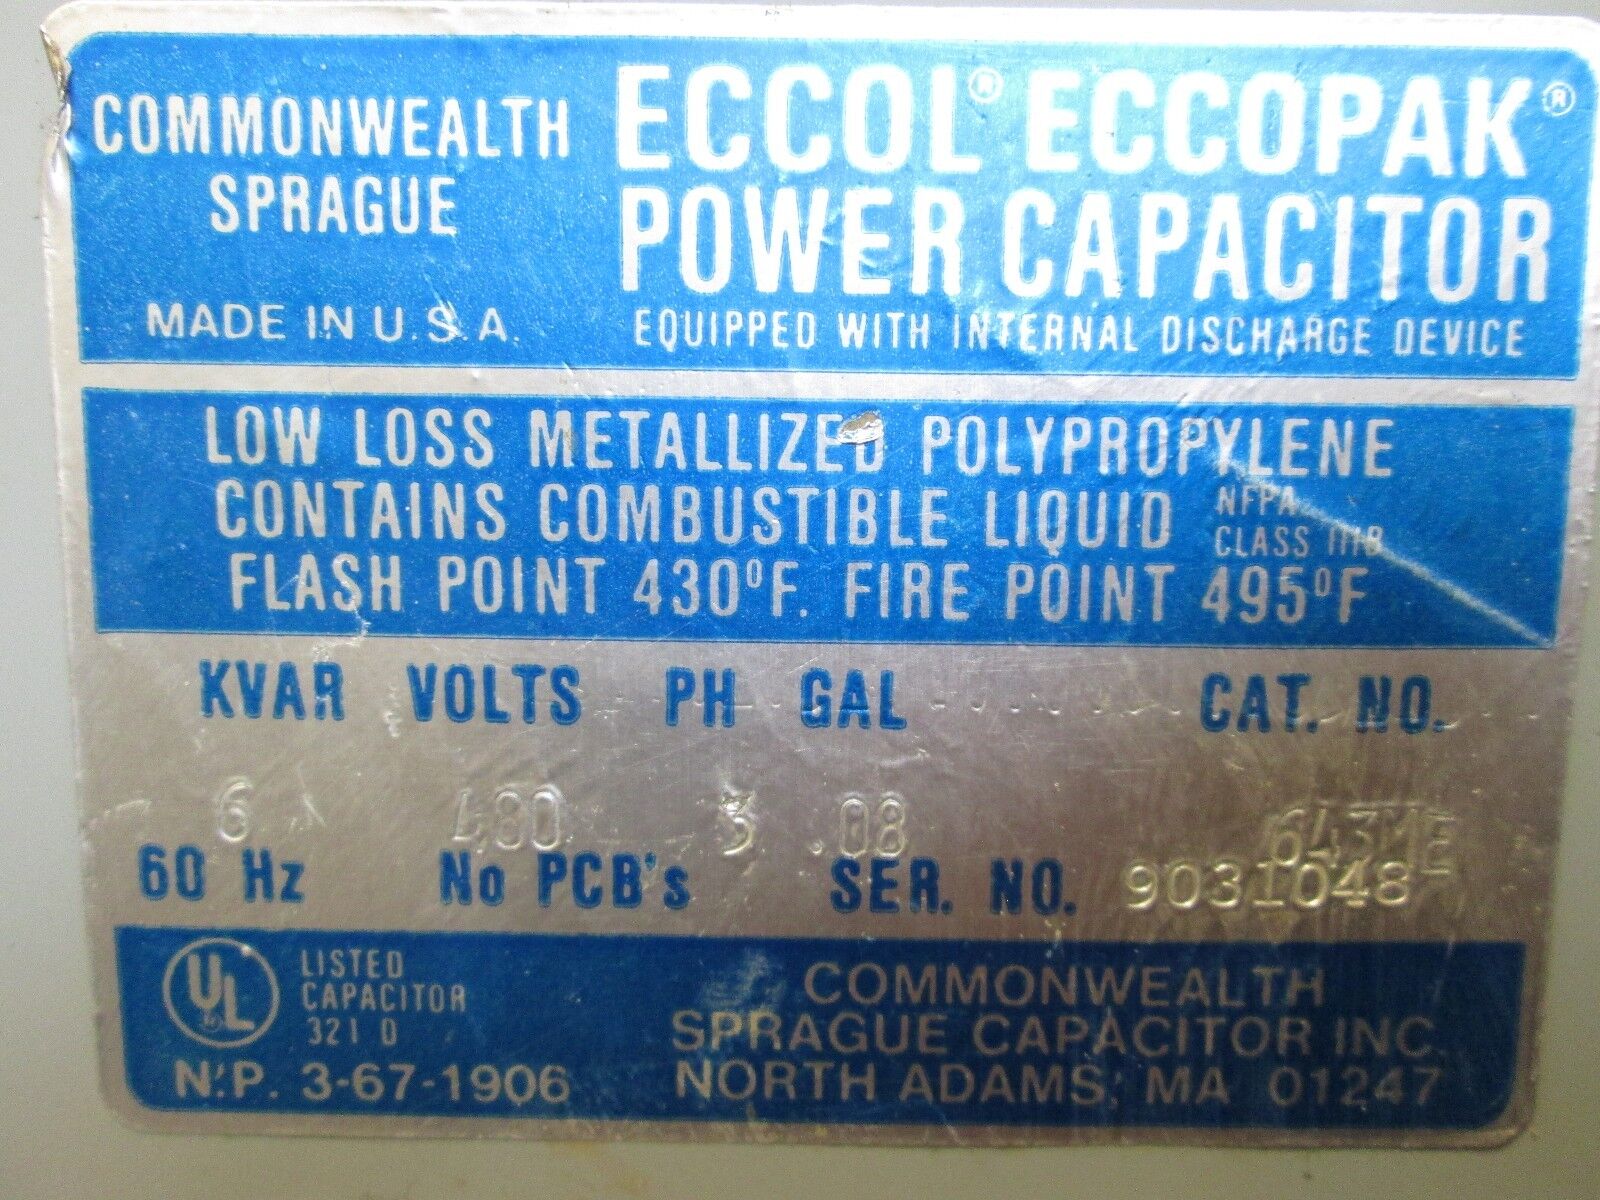 COMMONWEALTH
SPRAGUE
MADE IN U.S.A.
ECCOL® ECCOPAK®
POWER CAPACITOR
EQUIPPED WITH INTERNAL DISCHARGE DEVICE
LOW LOSS METALLIZED POLYPROPYLENE
CONTAINS COMBUSTIBLE LIQUID NFPA
CLASS IIIB
FLASH POINT 430°F. FIRE POINT 495°F
KVAR VOLTS PH GAL CAT. NO.
6 480 3 .08 643ME
60 Hz No PCB's SER. NO. 9031048
UL LISTED
CAPACITOR
321 D
N.P. 3-67-1906
COMMONWEALTH
SPRAGUE CAPACITOR INC.
NORTH ADAMS, MA 01247